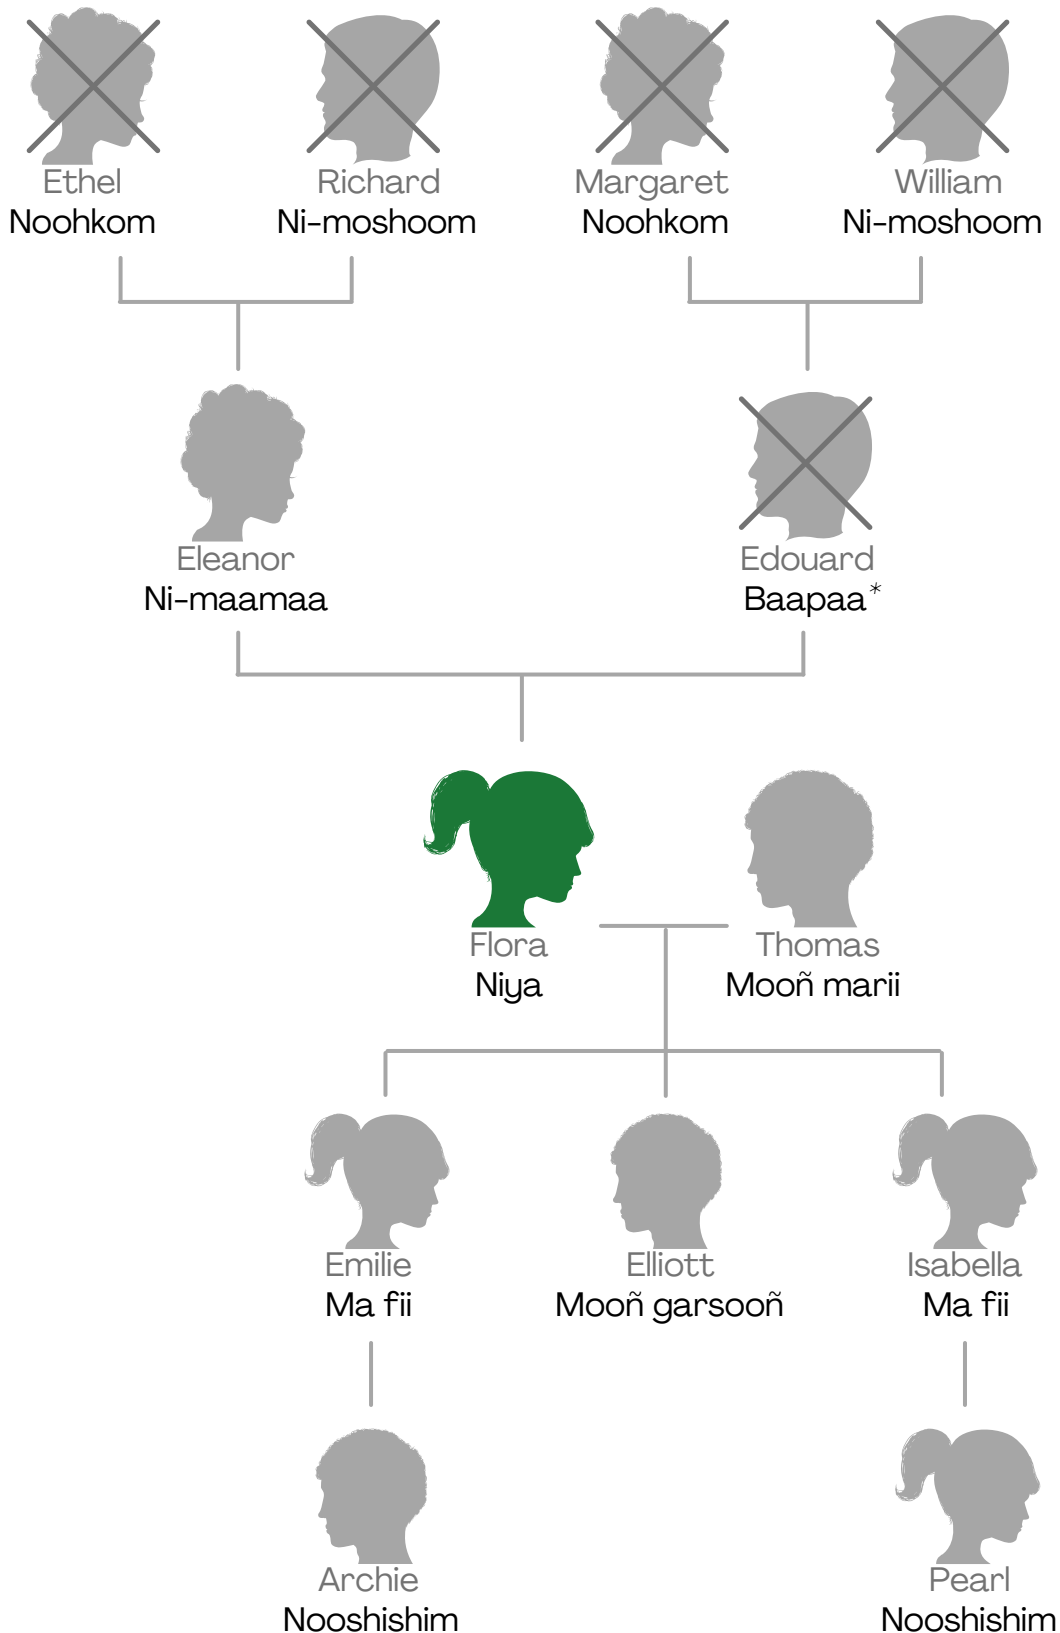 Ethel
Noohkom
Richard
Ni-moshoom
Margaret
Noohkom
William
Ni-moshoom
Eleanor
Ni-maamaa
Edouard
Baapaa*
Flora
Niya
Thomas
Mooñ marii
Emilie
Ma fii
Elliott
Mooñ garsooñ
Isabella
Ma fii
Archie
Nooshishim
Pearl
Nooshishim